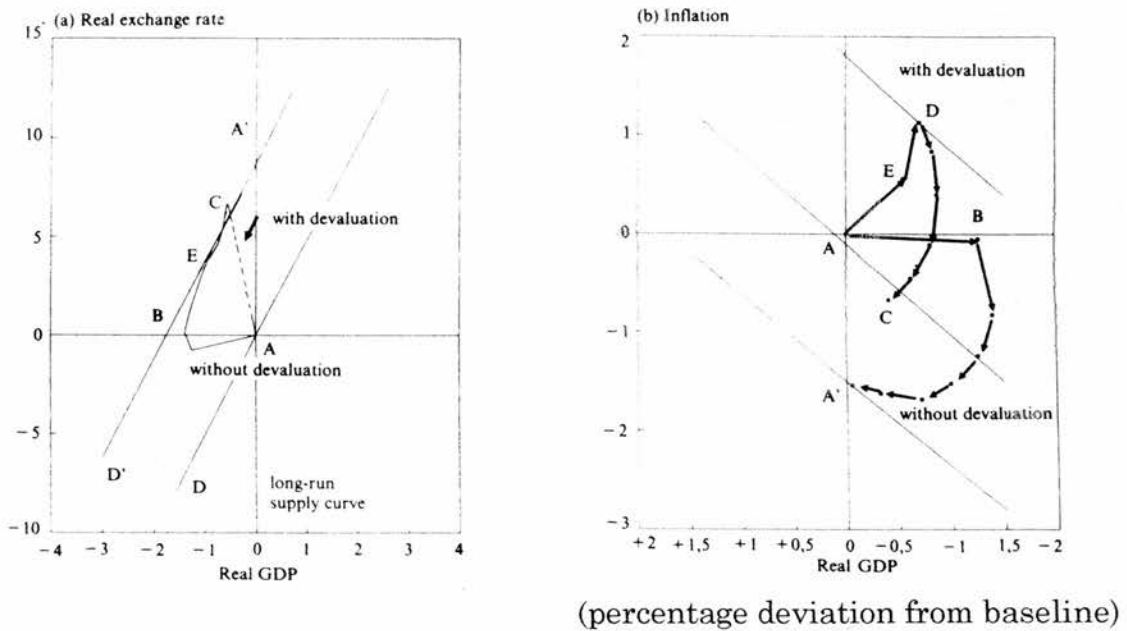 (a) Real exchange rate
15
10
5
0
−5
−10
A'
C
with devaluation
E
B
A
without devaluation
D'
D
long-run
supply curve
−4 −3 −2 −1 0 1 2 3 4
Real GDP
(b) Inflation
2
1
0
−1
−2
−3
with devaluation
D
E
B
A
C
A'
without devaluation
+2 +1,5 +1 +0,5 0 −0,5 −1 −1,5 −2
Real GDP
(percentage deviation from baseline)